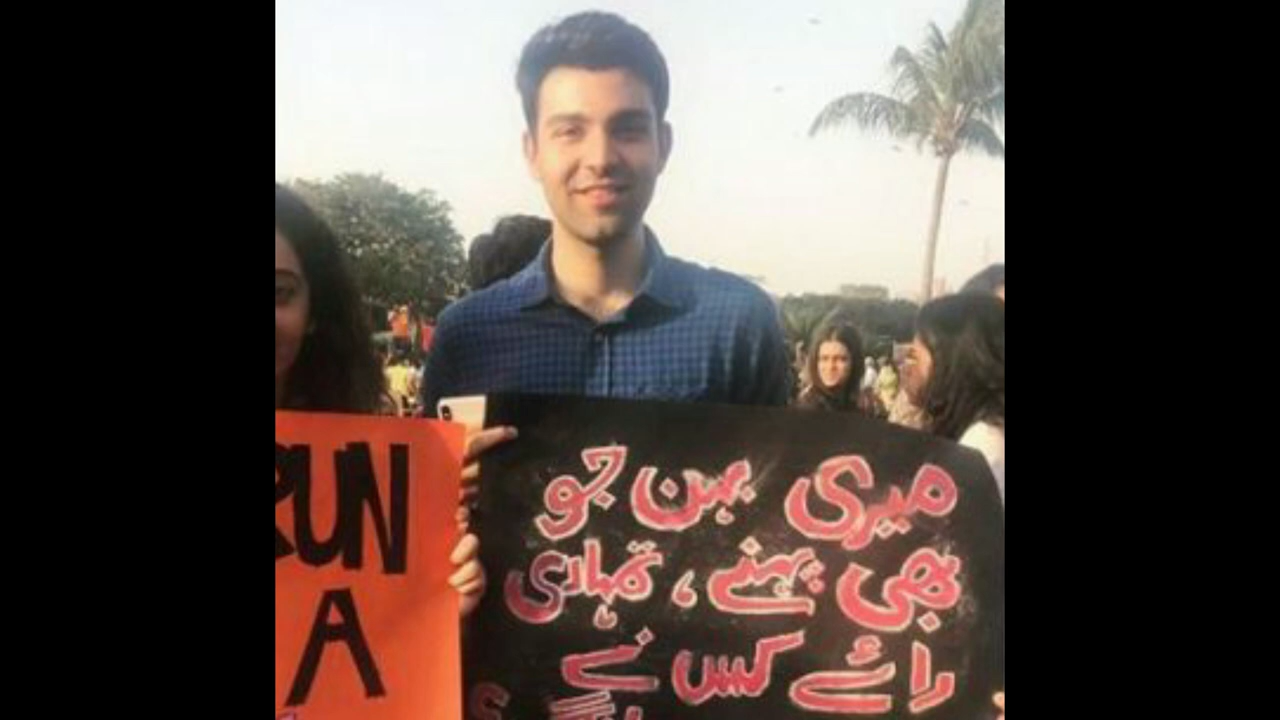 RUN
A
میری بہن جو
بھی پہنے، تمہاری
رائے کس نے